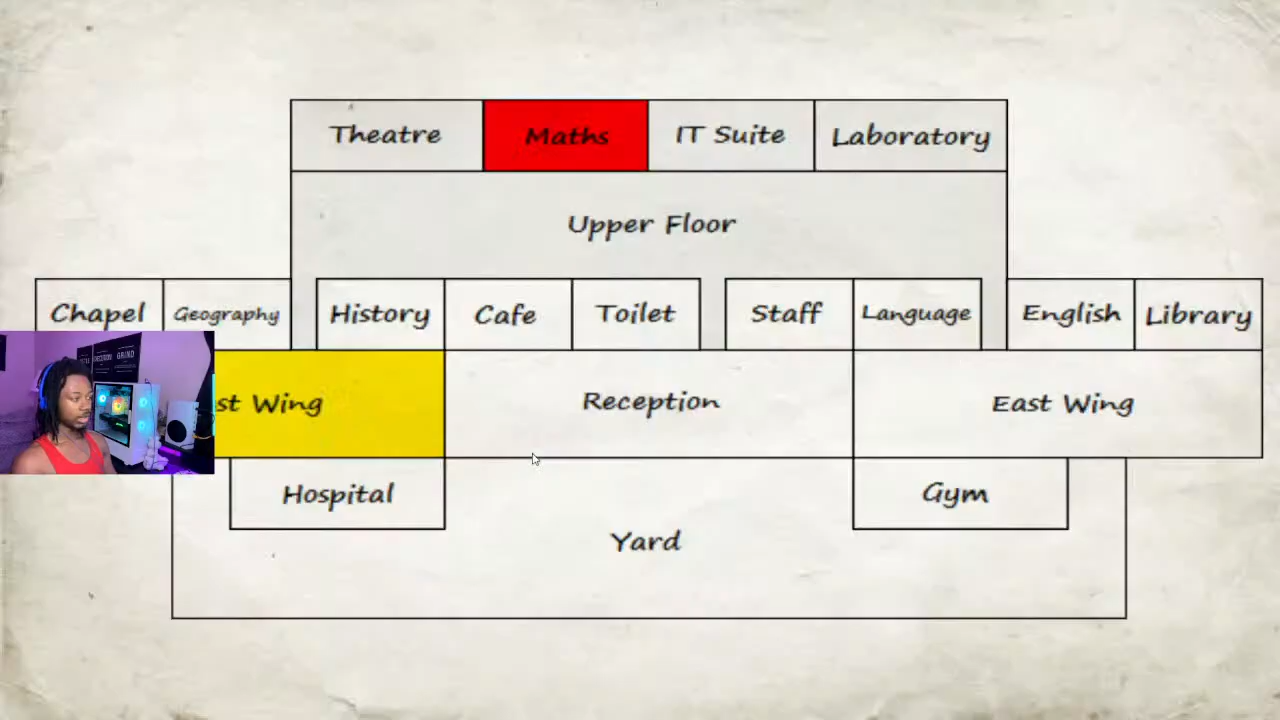 Theatre Maths IT Suite Laboratory
Upper Floor
Chapel Geography History Cafe Toilet Staff Language English Library
GRIND
st Wing Reception East Wing
Hospital Gym
Yard